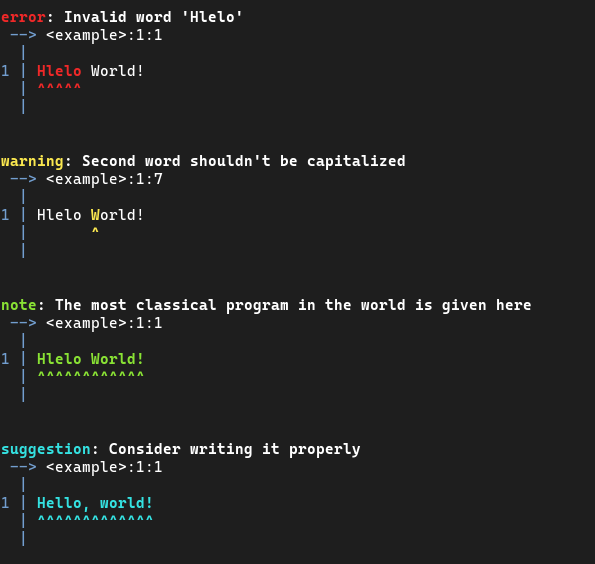 error: Invalid word 'Hlelo'
 --> <example>:1:1
  |
1 | Hlelo World!
  | ^^^^^
  |
warning: Second word shouldn't be capitalized
 --> <example>:1:7
  |
1 | Hlelo World!
  |       ^
  |
note: The most classical program in the world is given here
 --> <example>:1:1
  |
1 | Hlelo World!
  | ^^^^^^^^^^^^
  |
suggestion: Consider writing it properly
 --> <example>:1:1
  |
1 | Hello, world!
  | ^^^^^^^^^^^^^
  |